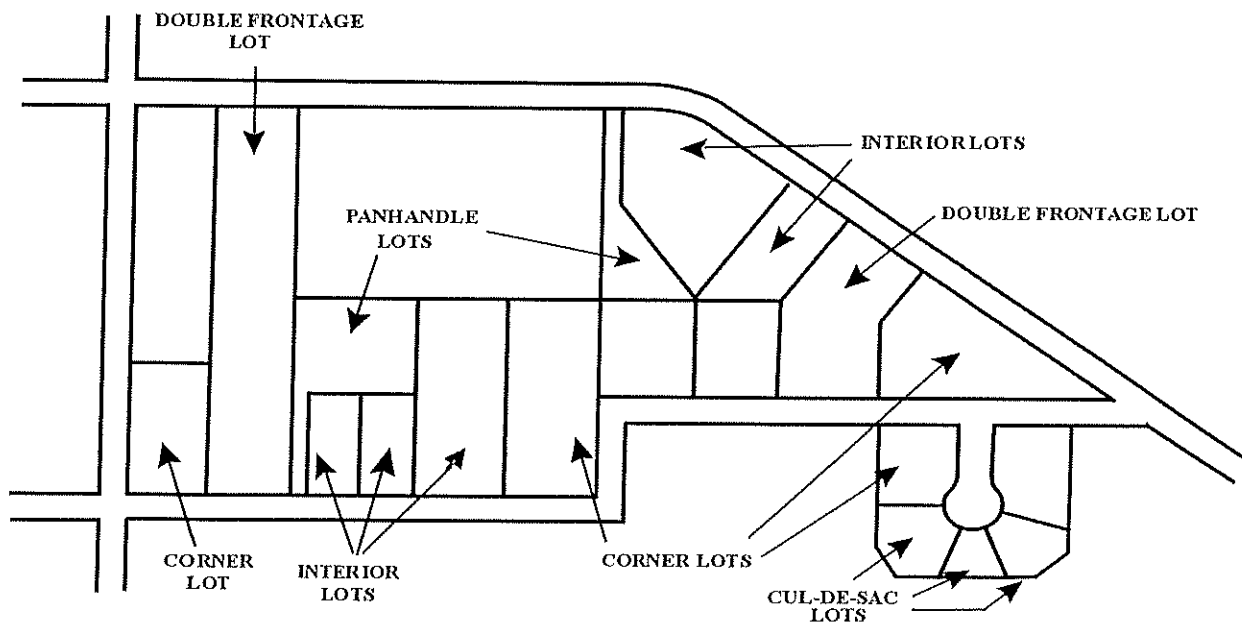 DOUBLE FRONTAGE
LOT
INTERIOR LOTS
PANHANDLE
LOTS
DOUBLE FRONTAGE LOT
CORNER
LOT
INTERIOR
LOTS
CORNER LOTS
CUL-DE-SAC
LOTS